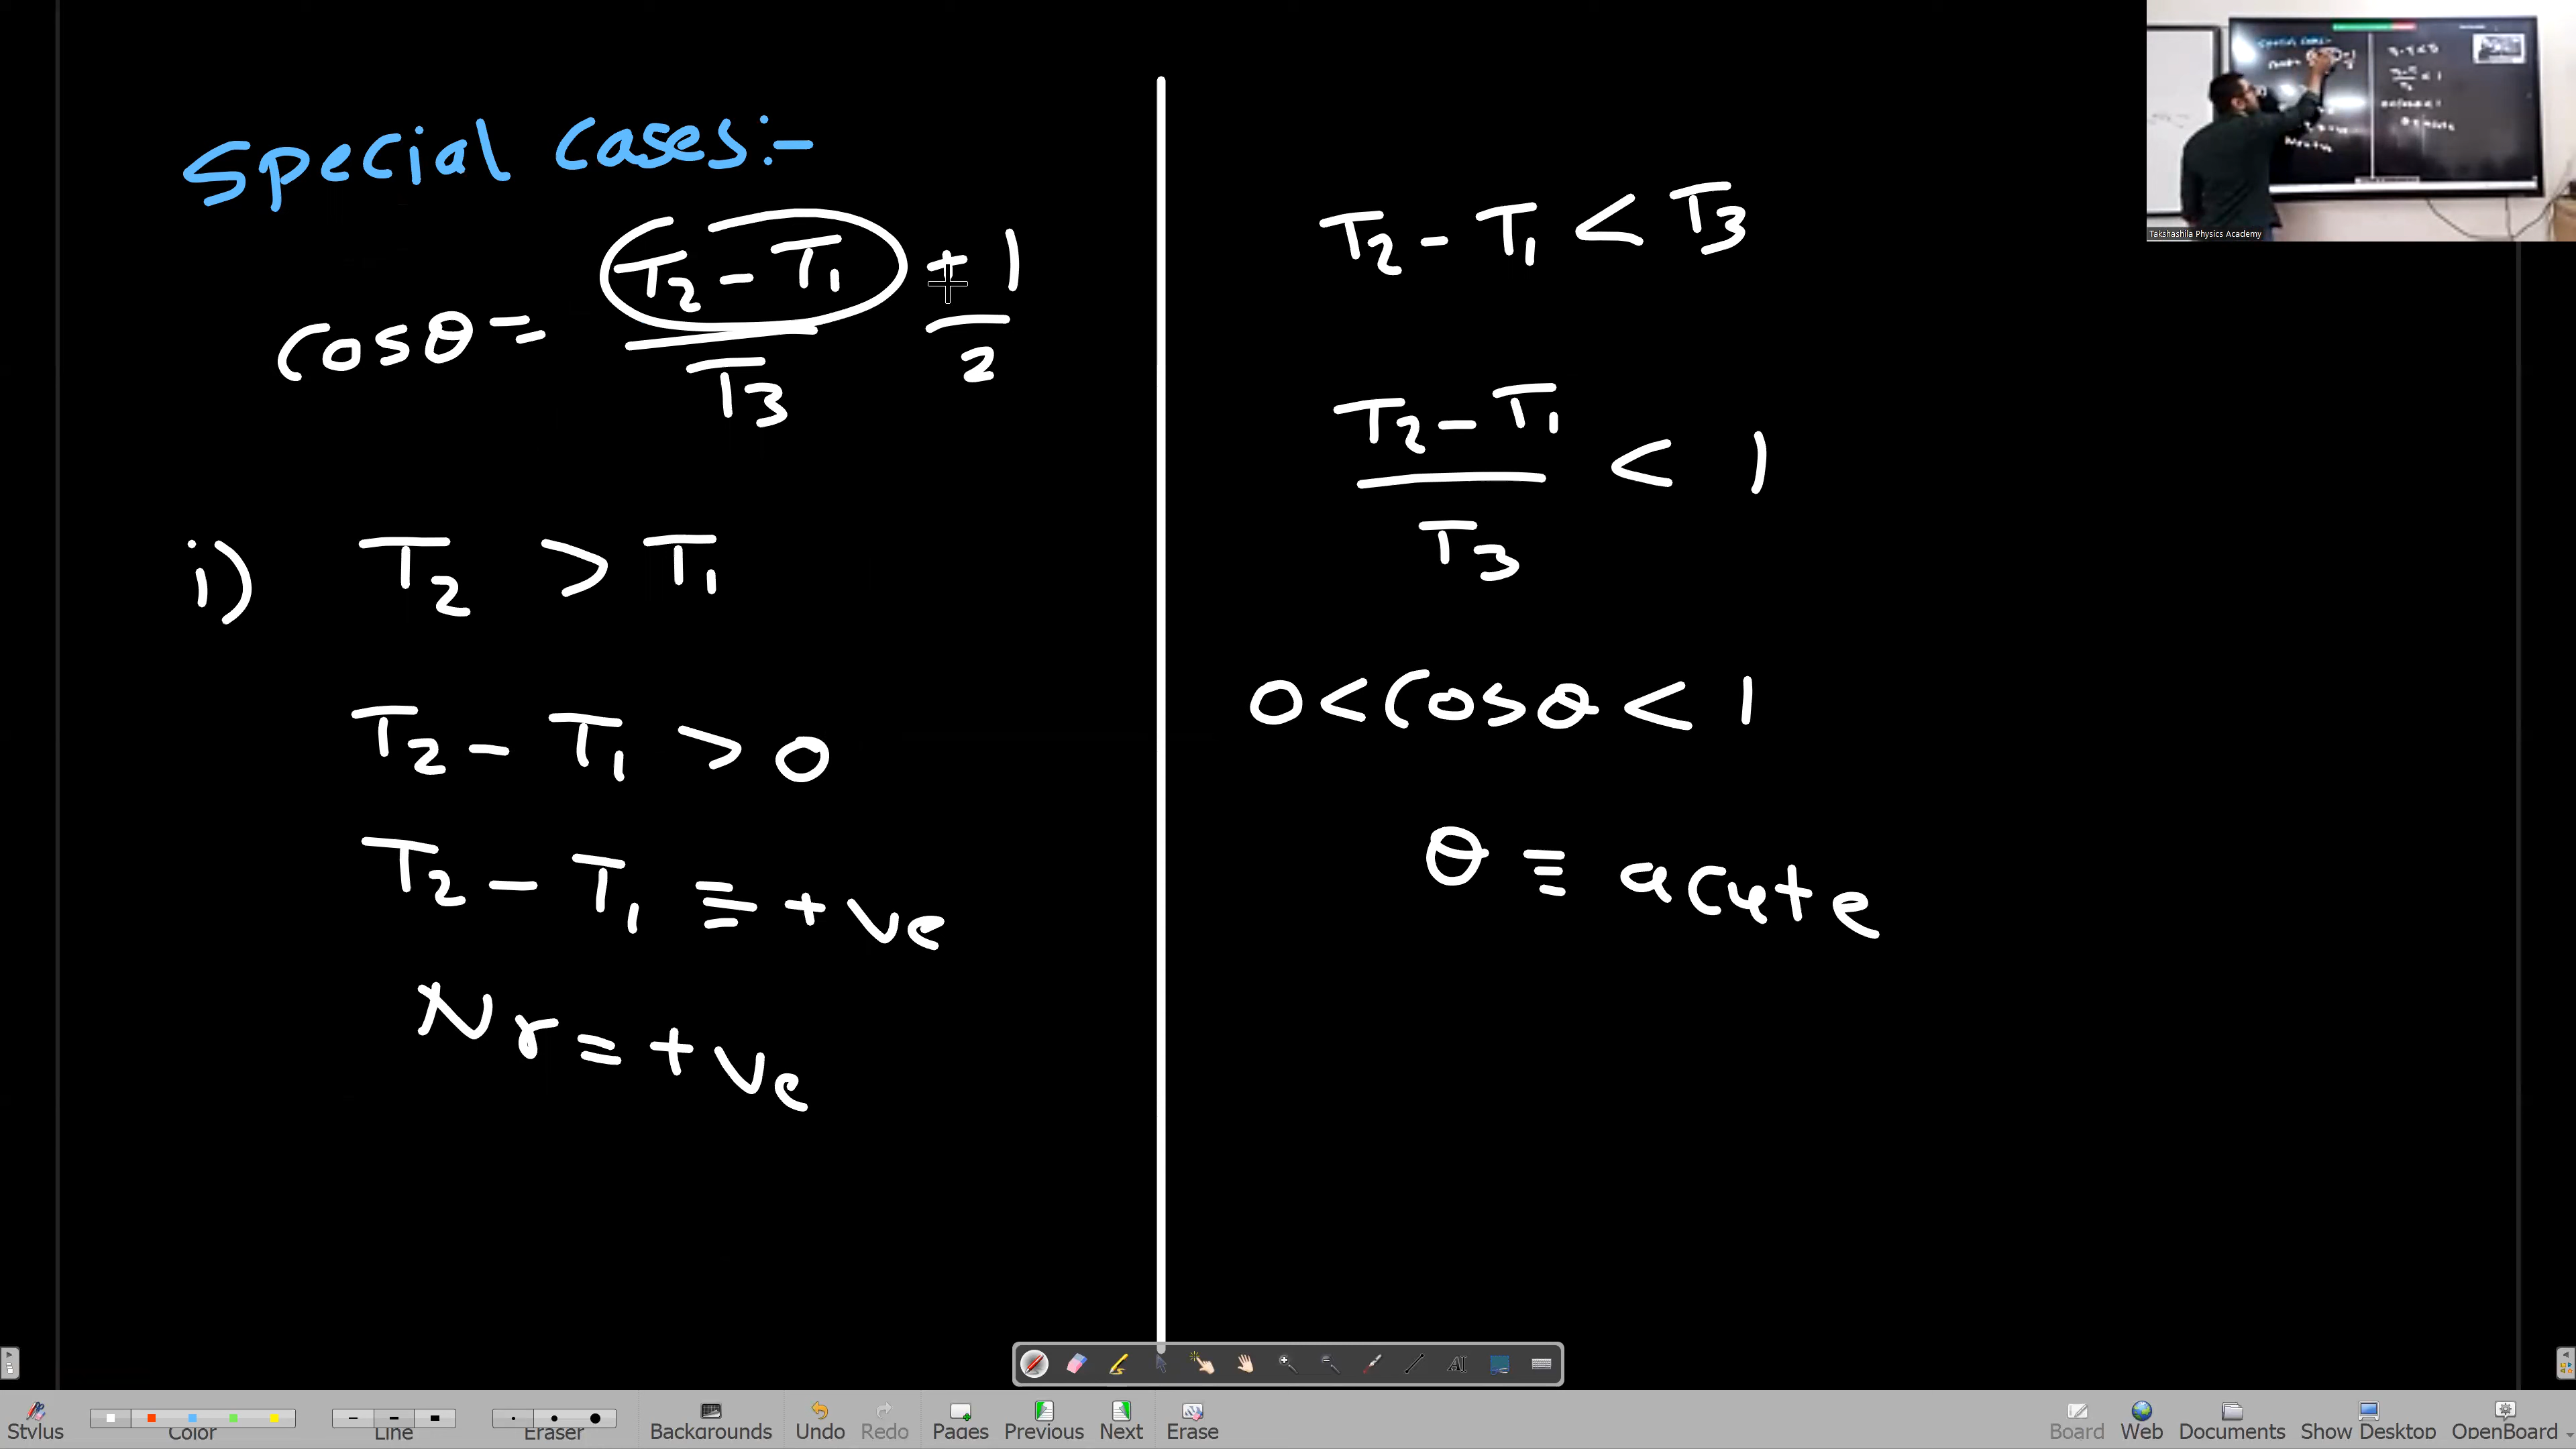 Special Cases:-
cosθ = (T₂ - T₁)/T₃ + 1/2
i) T₂ > T₁
T₂ - T₁ > 0
T₂ - T₁ ≡ +ve
Nr = +ve
T₂ - T₁ < T₃
(T₂ - T₁)/T₃ < 1
0 < Cosθ < 1
θ ≡ acute
Takshashila Physics Academy
Stylus Color Line Eraser Backgrounds Undo Redo Pages Previous Next Erase Board Web Documents Show Desktop OpenBoard